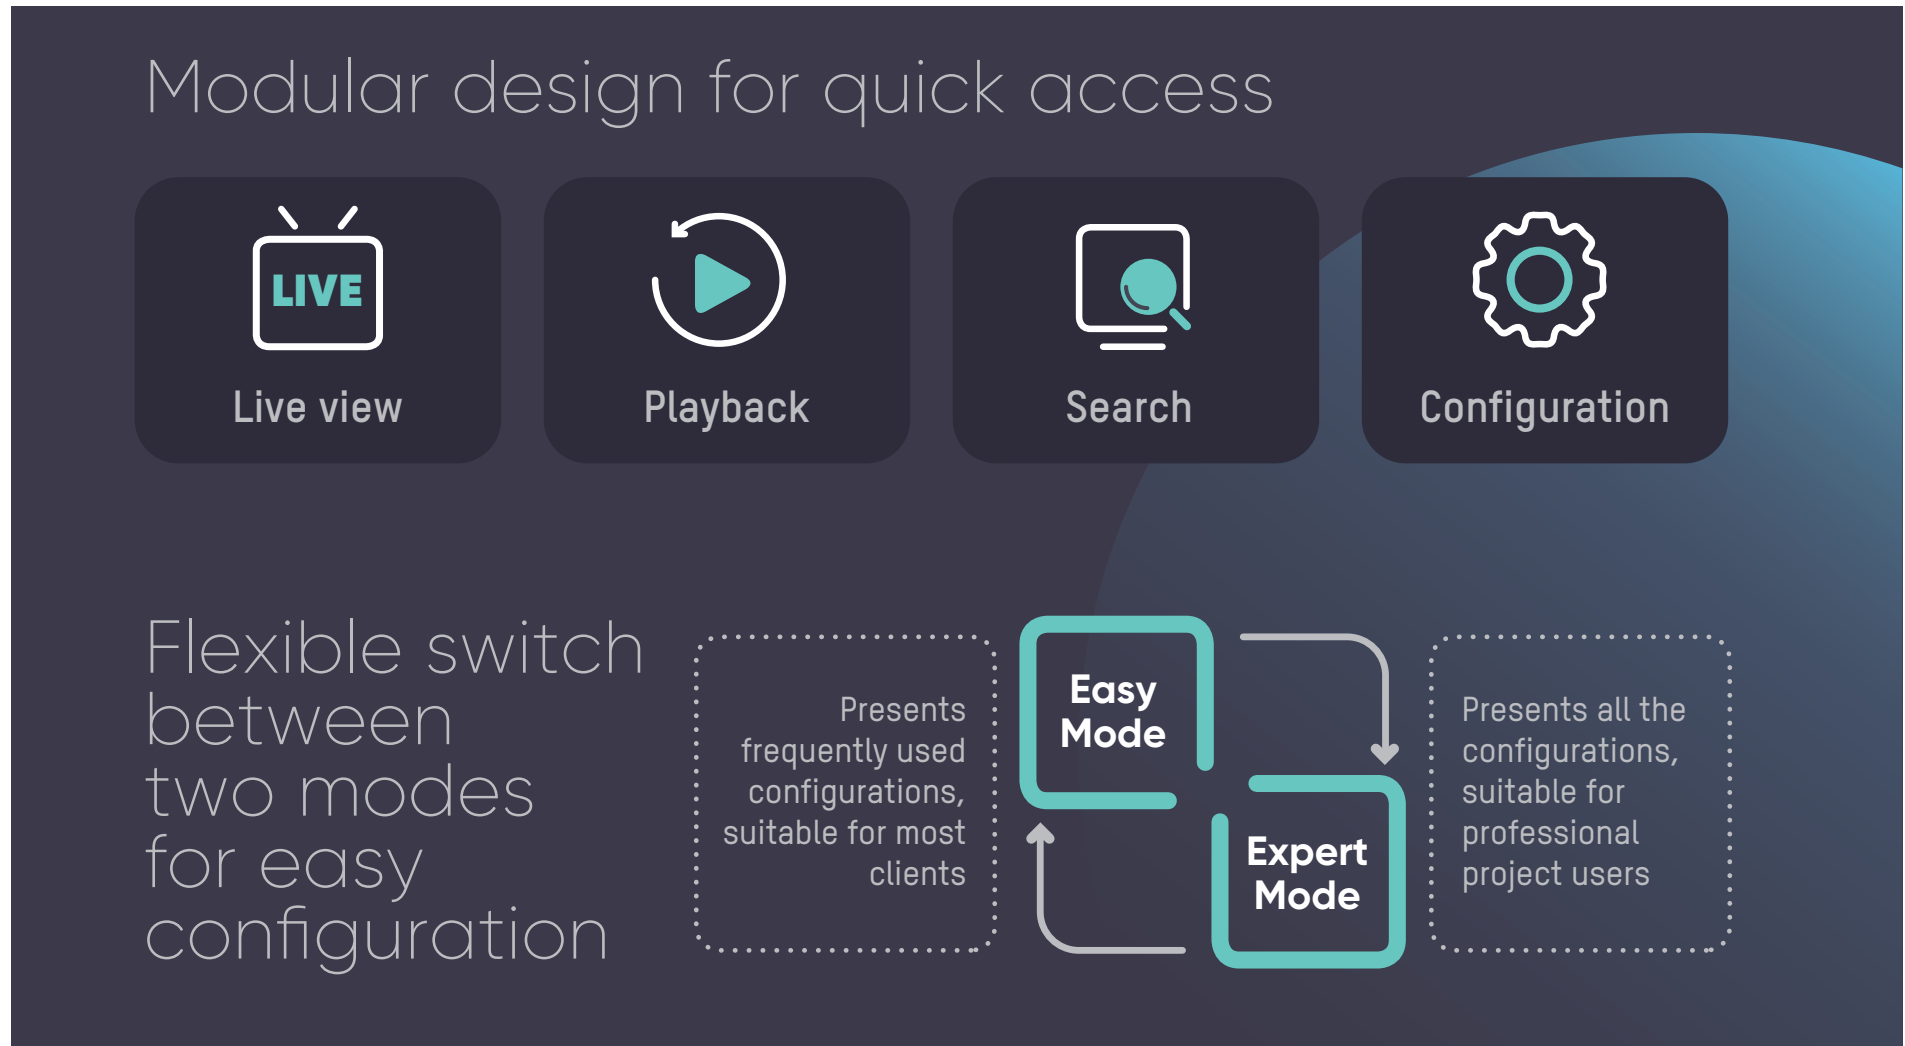 Modular design for quick access
LIVE
Live view
Playback
Search
Configuration
Flexible switch
between
two modes
for easy
configuration
Presents
frequently used
configurations,
suitable for most
clients
Easy
Mode
Expert
Mode
Presents all the
configurations,
suitable for
professional
project users